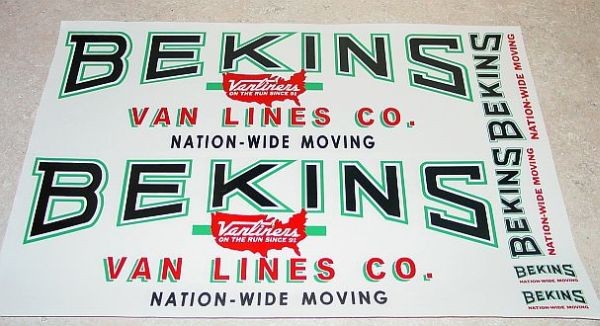 BEKINS
Vanliners
ON THE RUN SINCE 91
VAN LINES CO.
NATION-WIDE MOVING
BEKINS
Vanliners
ON THE RUN SINCE 91
VAN LINES CO.
NATION-WIDE MOVING
BEKINS
NATION-WIDE MOVING
BEKINS
NATION-WIDE MOVING
BEKINS
NATION-WIDE MOVING
BEKINS
NATION-WIDE MOVING